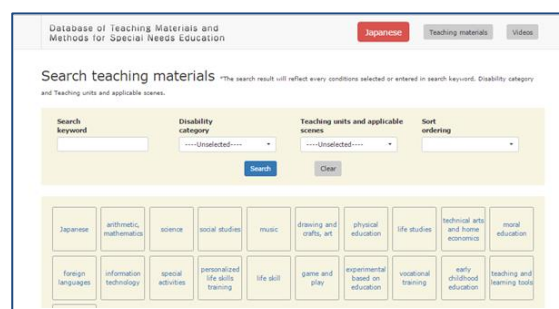 Database of Teaching Materials and
Methods for Special Needs Education
Japanese
Teaching materials
Videos
Search teaching materials *The search result will reflect every conditions selected or entered in search keyword. Disability category
and Teaching units and applicable scenes.
Search
keyword
Disability
category
Teaching units and applicable
scenes
Sort
ordering
----Unselected----
----Unselected----
Search
Clear
Japanese
arithmetic,
mathematics
science
social studies
music
drawing and
crafts, art
physical
education
life studies
technical arts
and home
economics
moral
education
foreign
languages
information
technology
special
activities
personalized
life skills
training
life skill
game and
play
experimental
based on
education
vocational
training
early
childhood
education
teaching and
learning tools